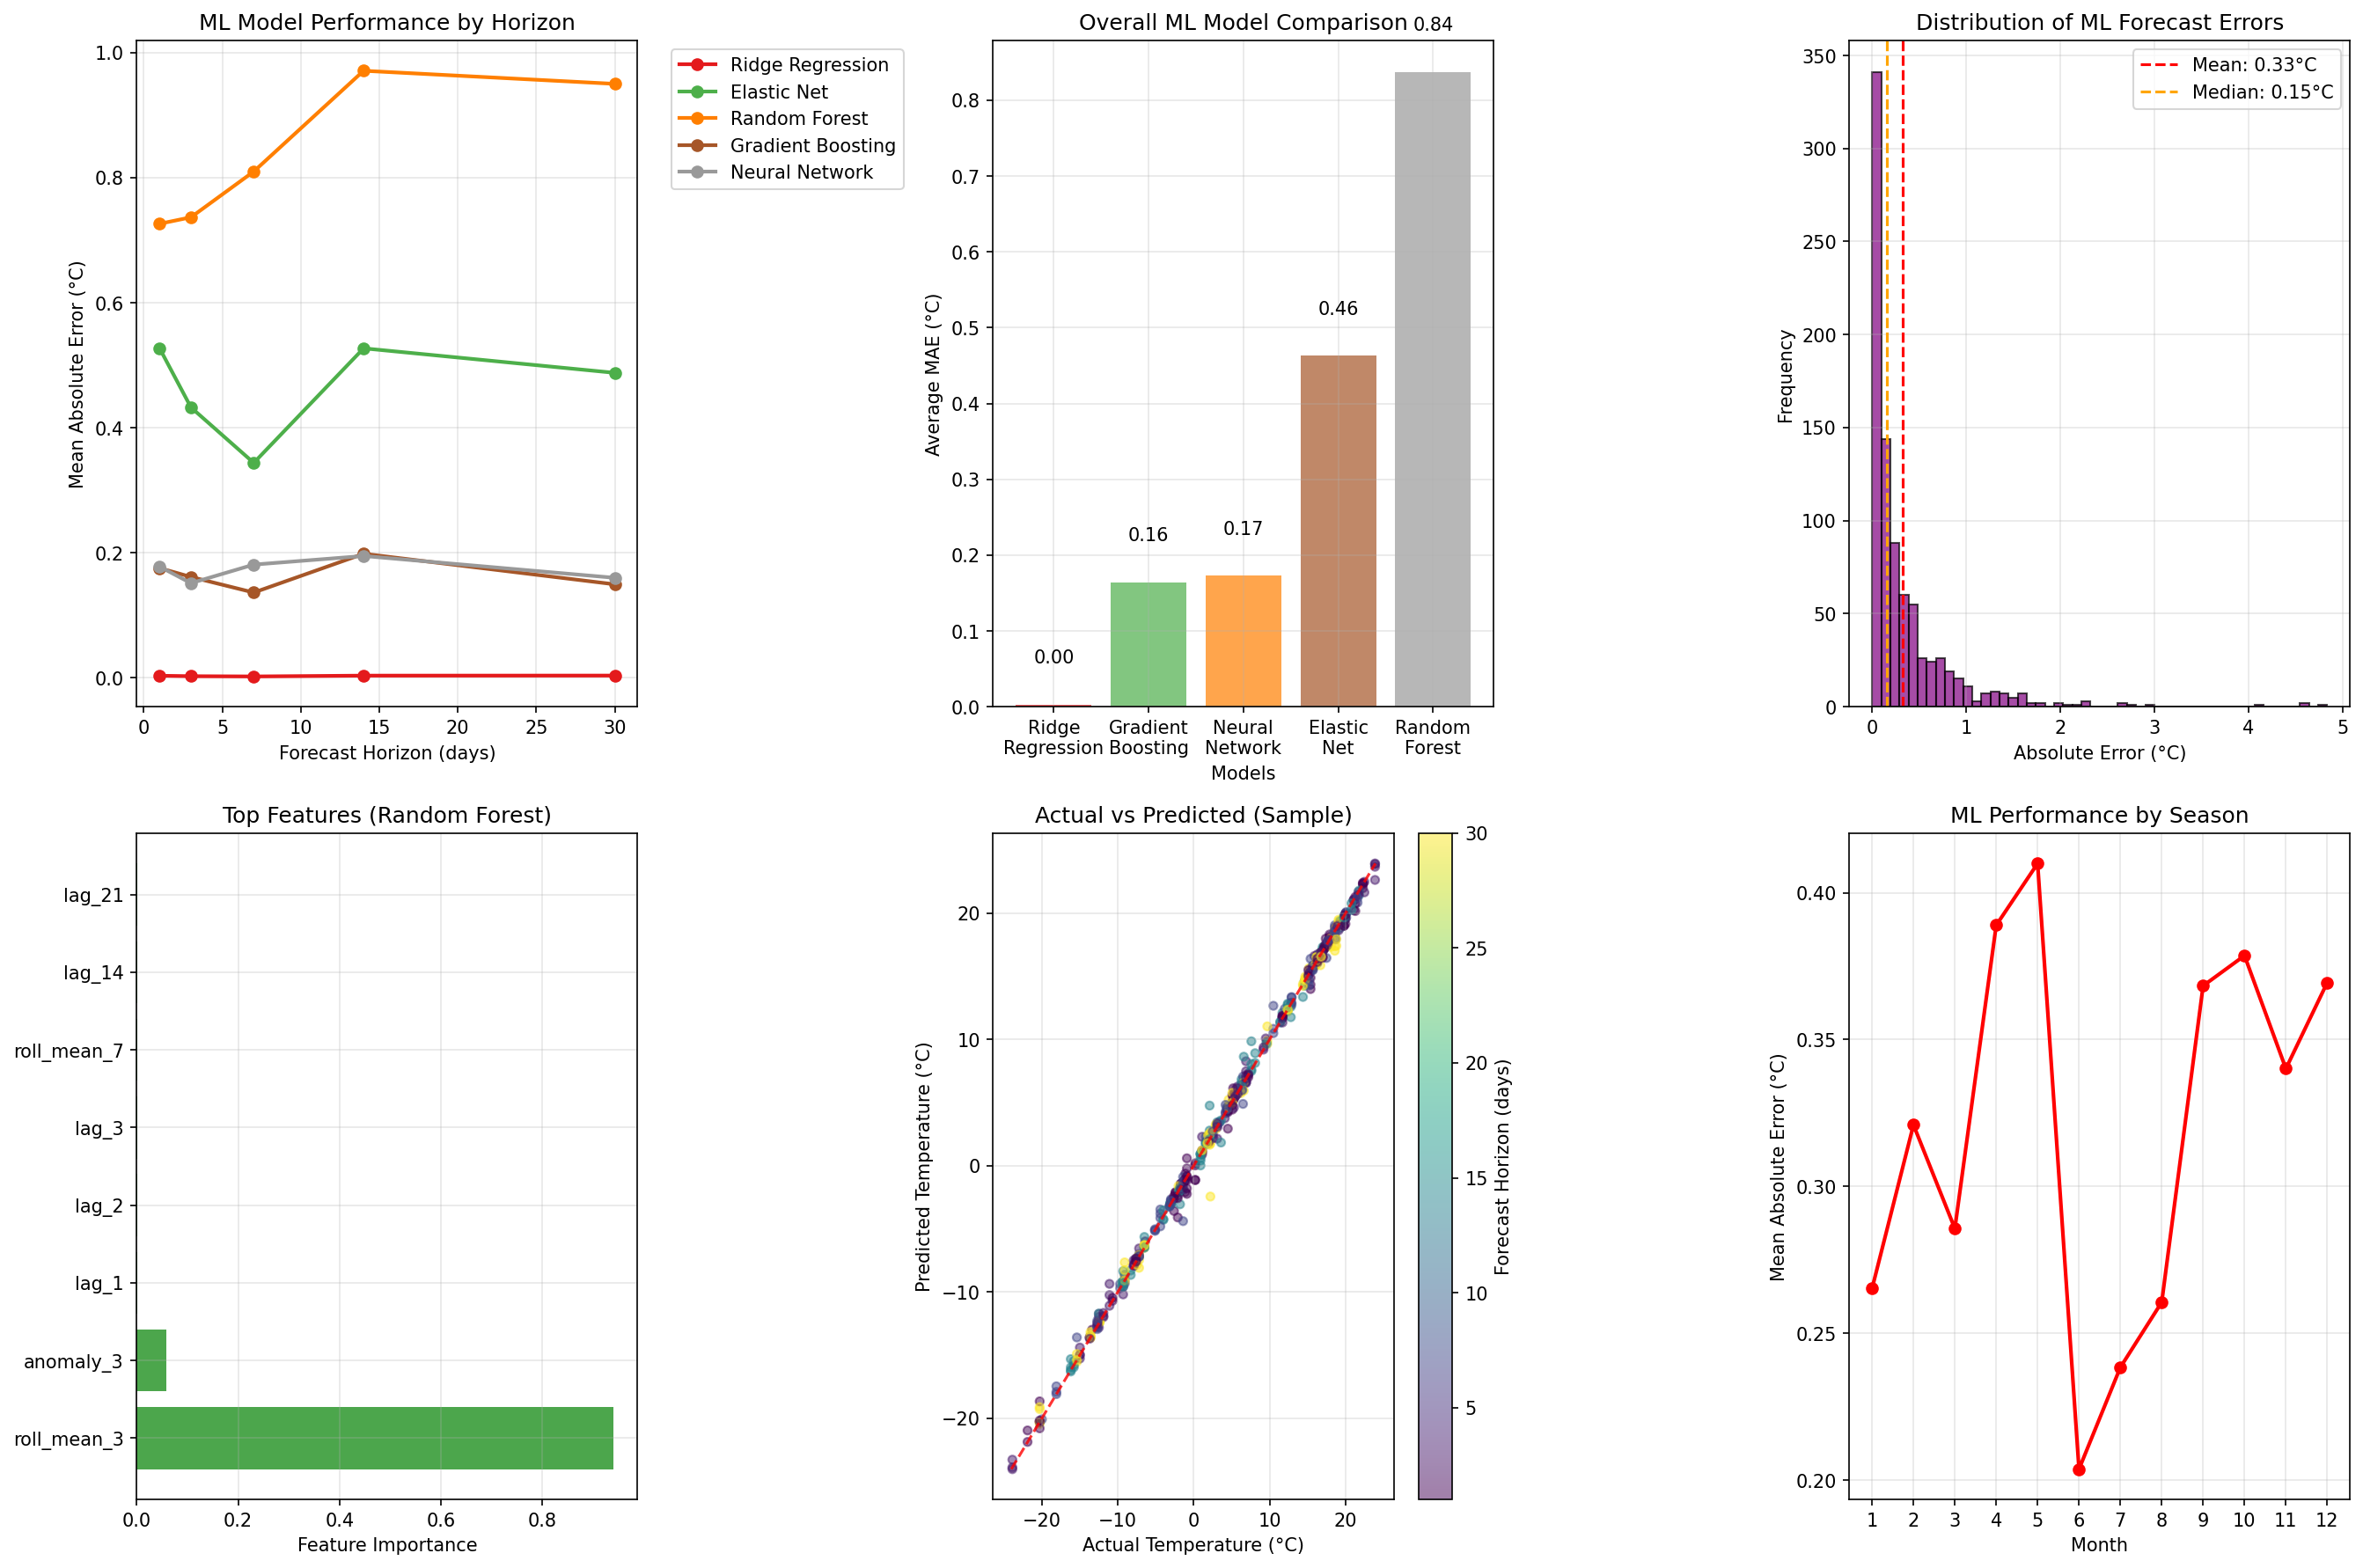 ML Model Performance by Horizon
Mean Absolute Error (°C)
1.0
0.8
0.6
0.4
0.2
0.0
0
5
10
15
20
25
30
Forecast Horizon (days)
Ridge Regression
Elastic Net
Random Forest
Gradient Boosting
Neural Network
Overall ML Model Comparison
0.84
Average MAE (°C)
0.8
0.7
0.6
0.5
0.4
0.3
0.2
0.1
0.0
0.00
0.16
0.17
0.46
Ridge
Regression
Gradient
Boosting
Neural
Network
Elastic
Net
Random
Forest
Models
Distribution of ML Forecast Errors
Mean: 0.33°C
Median: 0.15°C
Frequency
350
300
250
200
150
100
50
0
0
1
2
3
4
5
Absolute Error (°C)
Top Features (Random Forest)
lag_21
lag_14
roll_mean_7
lag_3
lag_2
lag_1
anomaly_3
roll_mean_3
0.0
0.2
0.4
0.6
0.8
Feature Importance
Actual vs Predicted (Sample)
Predicted Temperature (°C)
20
10
0
−10
−20
−20
−10
0
10
20
Actual Temperature (°C)
30
25
20
15
10
5
Forecast Horizon (days)
ML Performance by Season
Mean Absolute Error (°C)
0.40
0.35
0.30
0.25
0.20
1
2
3
4
5
6
7
8
9
10
11
12
Month